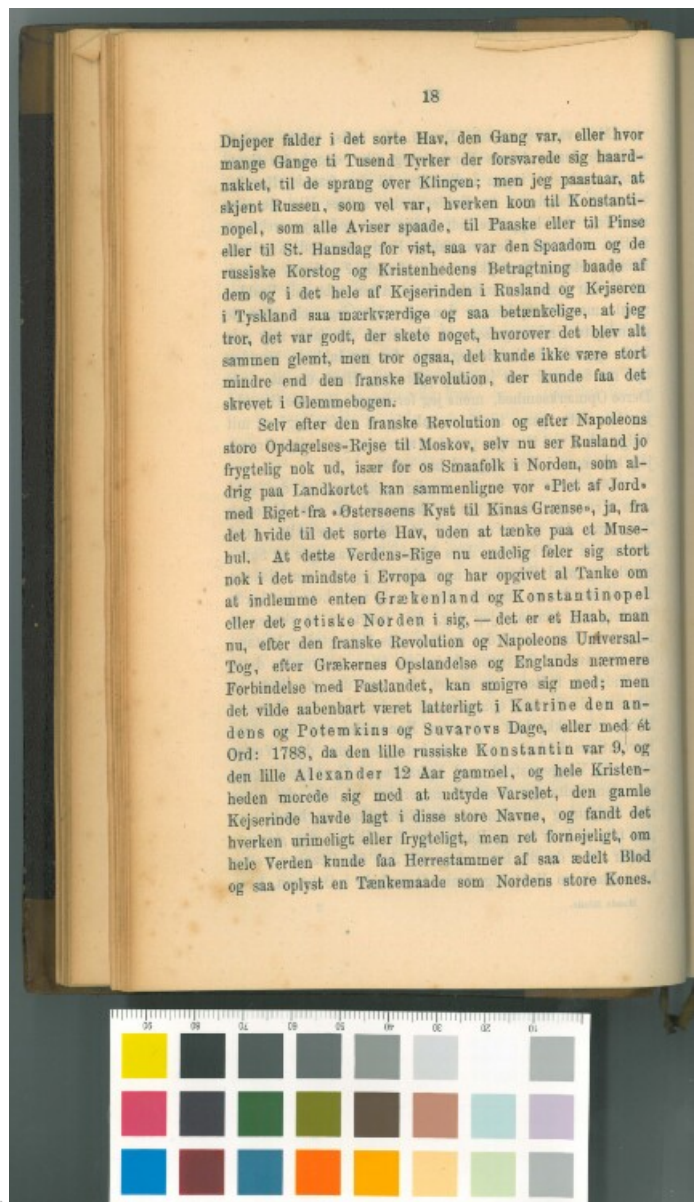 18
Dnjeper falder i det sorte Hav, den Gang var, eller hvor
mange Gange ti Tusend Tyrker der forsvarede sig haard-
nakket, til de sprang over Klingen; men jeg paastaar, at
skjent Russen, som vel var, hverken kom til Konstanti-
nopel, som alle Aviser spaade, til Paaske eller til Pinse
eller til St. Hansdag for vist, saa var den Spaadom og de
russiske Korstog og Kristenhedens Betragtning baade af
dem og i det hele af Kejserinden i Rusland og Kejseren
i Tyskland saa mærkværdige og saa betænkelige, at jeg
tror, det var godt, der skete noget, hvorover det blev alt
sammen glemt, men tror ogsaa, det kunde ikke være stort
mindre end den franske Revolution, der kunde faa det
skrevet i Glemmebogen.
Selv efter den franske Revolution og efter Napoleons
store Opdagelses-Rejse til Moskov, selv nu ser Rusland jo
frygtelig nok ud, især for os Smaafolk i Norden, som al-
drig paa Landkortet kan sammenligne vor »Plet af Jord«
med Riget fra »Østersøens Kyst til Kinas Grænse«, ja, fra
det hvide til det sorte Hav, uden at tænke paa et Muse-
hul. At dette Verdens-Rige nu endelig føler sig stort
nok i det mindste i Evropa og har opgivet al Tanke om
at indlemme enten Grækenland og Konstantinopel
eller det gotiske Norden i sig, — det er et Haab, man
nu, efter den franske Revolution og Napoleons Universal-
Tog, efter Grækernes Opstandelse og Englands nærmere
Forbindelse med Fastlandet, kan smigre sig med; men
det vilde aabenbart været latterligt i Katrine den an-
dens og Potemkins og Suvarovs Dage, eller med ét
Ord: 1788, da den lille russiske Konstantin var 9, og
den lille Alexander 12 Aar gammel, og hele Kristen-
heden morede sig med at udtyde Varselet, den gamle
Kejserinde havde lagt i disse store Navne, og fandt det
hverken urimeligt eller frygteligt, men ret fornøjeligt, om
hele Verden kunde faa Herrestammer af saa ædelt Blod
og saa oplyst en Tænkemaade som Nordens store Kones.
90 80 70 60 50 40 30 20 10